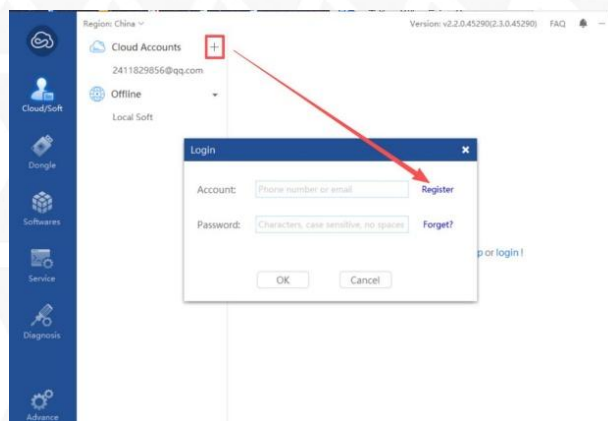 Region: China
Version: v2.2.0.45290(2.3.0.45290) FAQ
Cloud Accounts
2411829856@qq.com
Offline
Local Soft
Cloud/Soft
Dongle
Softwares
Service
Diagnosis
Advance
Login
Account: Phone number or email Register
Password: Characters, case sensitive, no spaces Forget?
OK Cancel
p or login !